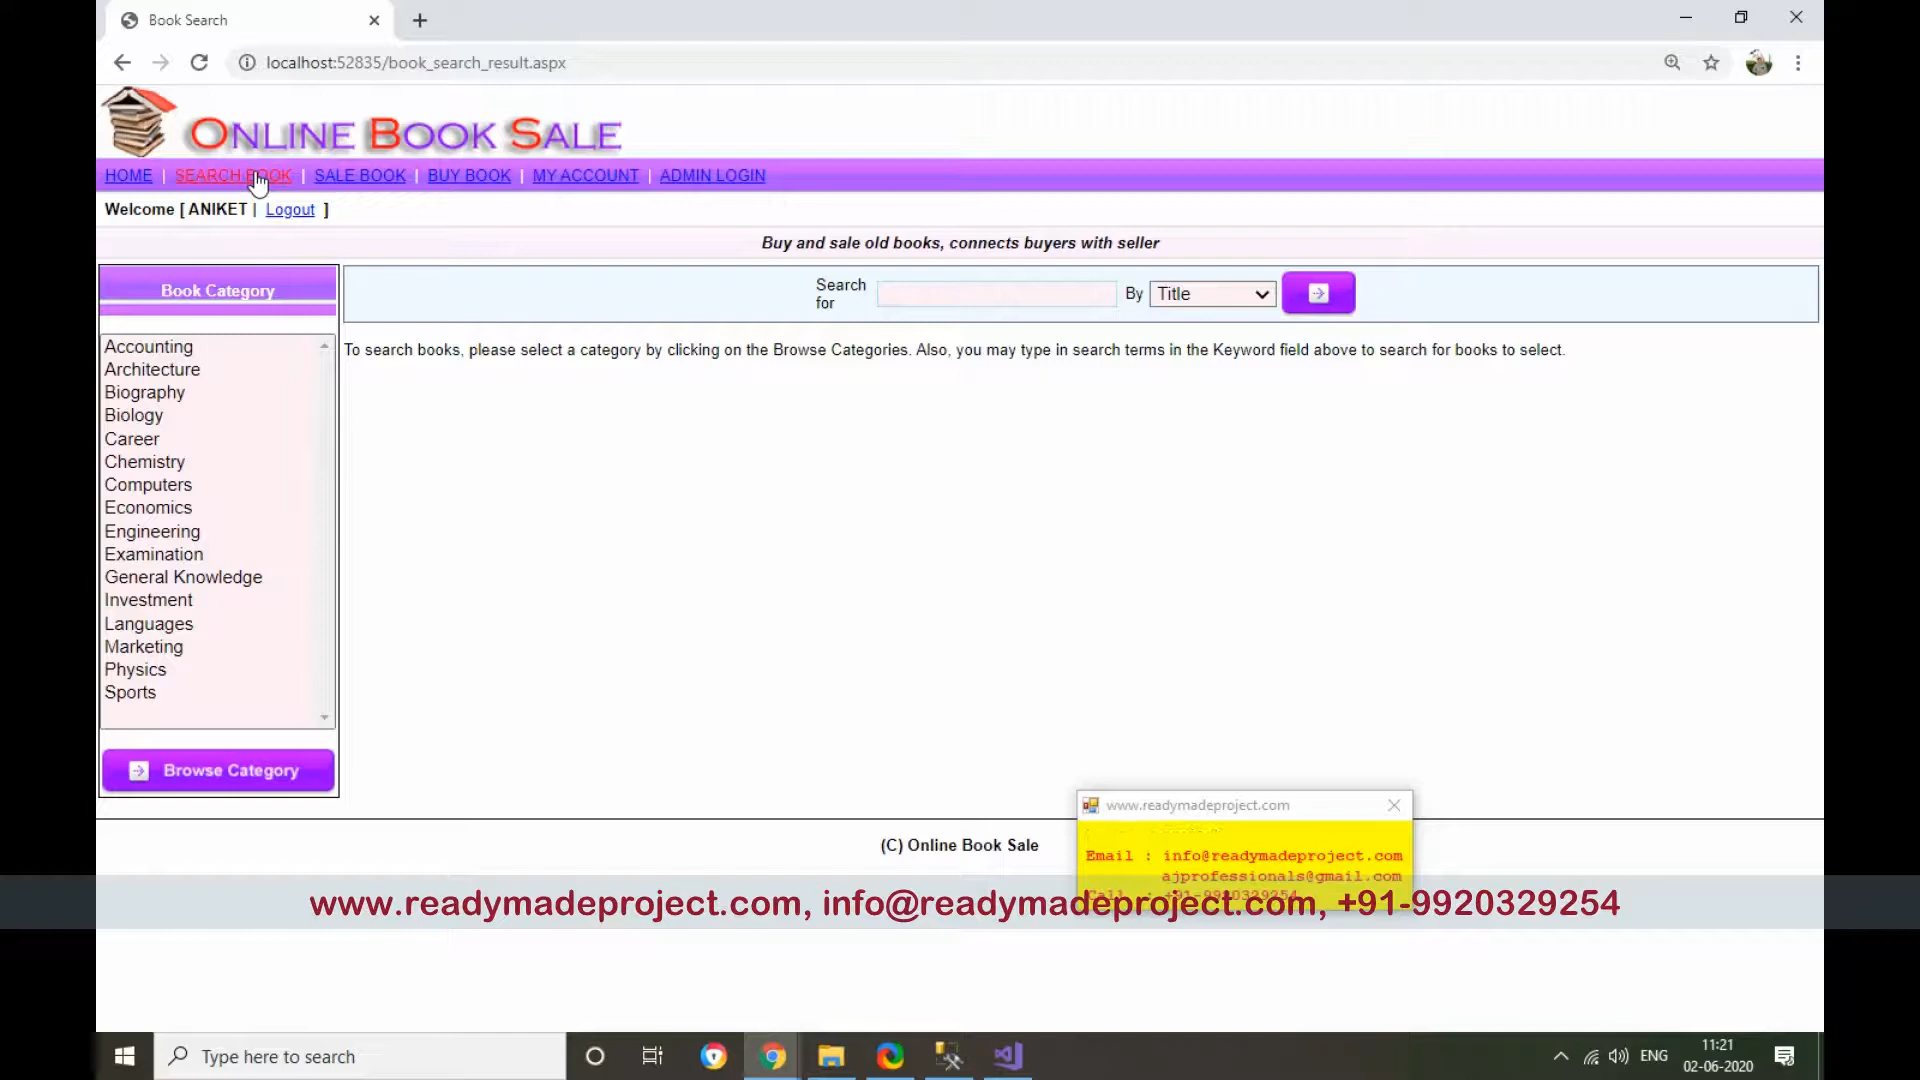 Book Search
localhost:52835/book_search_result.aspx
ONLINE BOOK SALE
HOME | SEARCH BOOK | SALE BOOK | BUY BOOK | MY ACCOUNT | ADMIN LOGIN
Welcome [ ANIKET | Logout ]
Buy and sale old books, connects buyers with seller
Book Category
Search for
By Title
To search books, please select a category by clicking on the Browse Categories. Also, you may type in search terms in the Keyword field above to search for books to select.
Accounting
Architecture
Biography
Biology
Career
Chemistry
Computers
Economics
Engineering
Examination
General Knowledge
Investment
Languages
Marketing
Physics
Sports
Browse Category
www.readymadeproject.com
Email : info@readymadeproject.com
ajprofessionals@gmail.com
Call : +91-9920329254
(C) Online Book Sale
www.readymadeproject.com, info@readymadeproject.com, +91-9920329254
Type here to search
ENG
11:21
02-06-2020